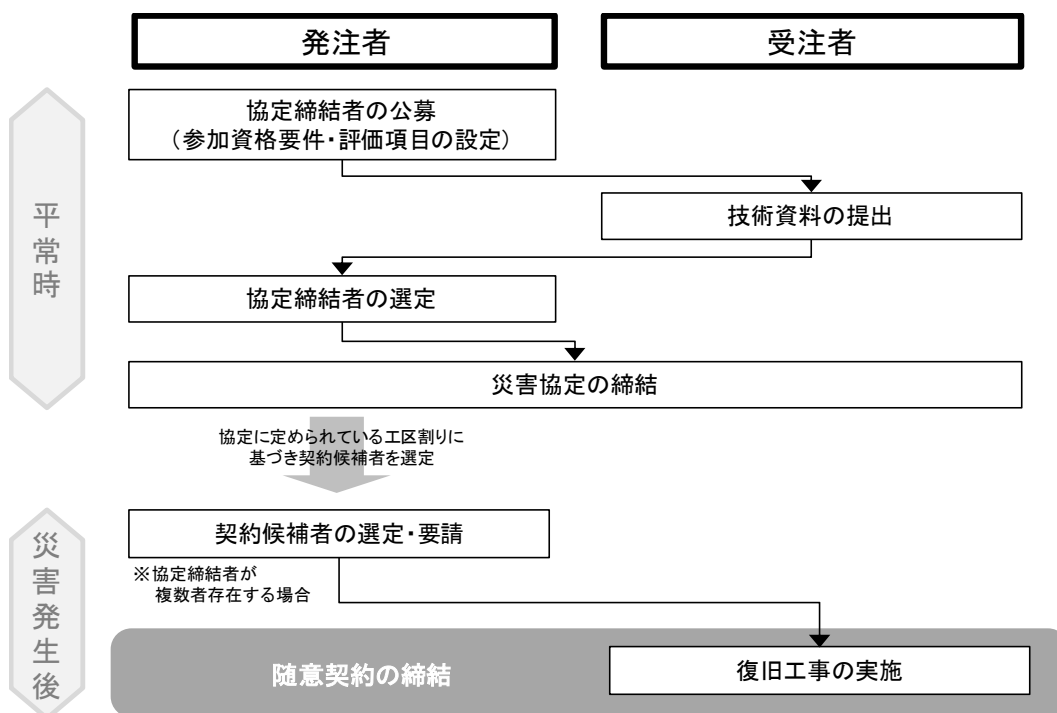 発注者
受注者
平常時
協定締結者の公募
（参加資格要件・評価項目の設定）
技術資料の提出
協定締結者の選定
災害協定の締結
協定に定められている工区割りに
基づき契約候補者を選定
災害発生後
契約候補者の選定・要請
※協定締結者が
複数者存在する場合
随意契約の締結
復旧工事の実施